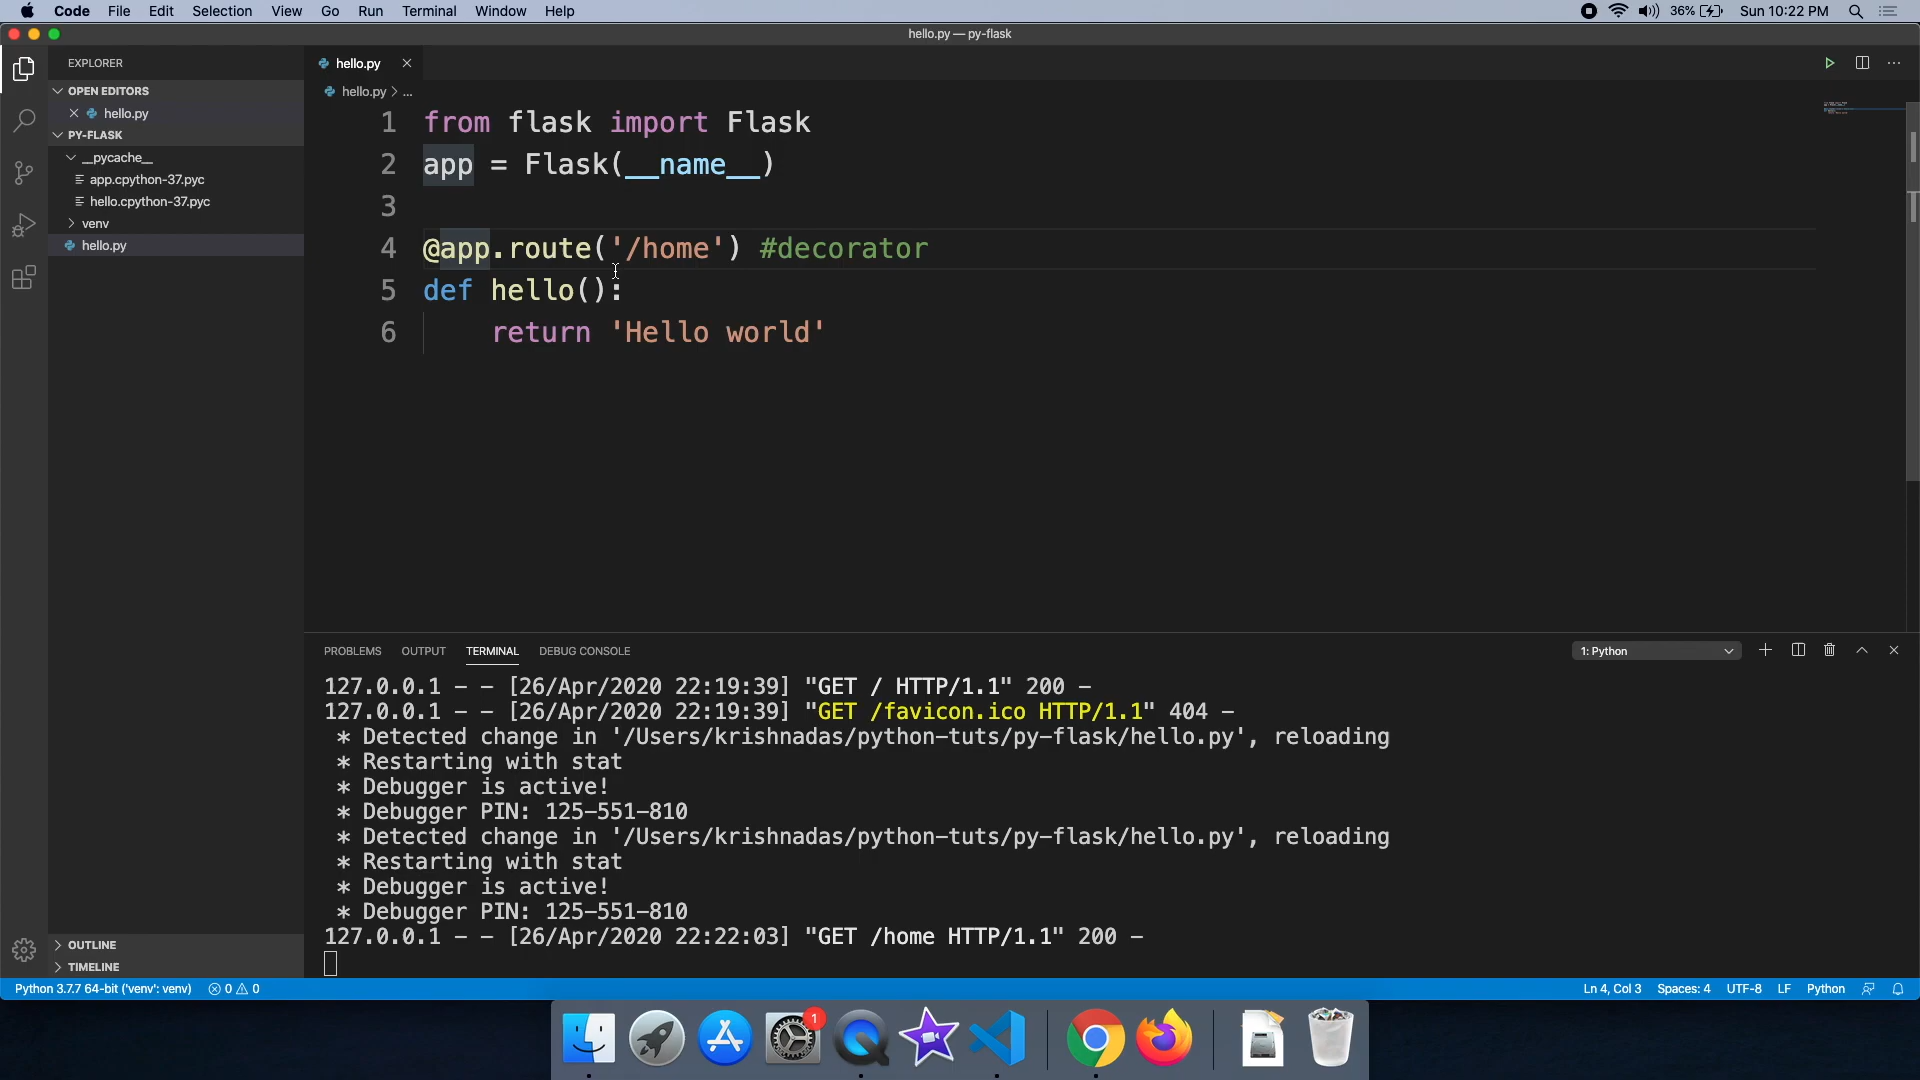 Code File Edit Selection View Go Run Terminal Window Help 36% Sun 10:22 PM
hello.py — py-flask
EXPLORER
OPEN EDITORS
hello.py
PY-FLASK
__pycache__
app.cpython-37.pyc
hello.cpython-37.pyc
venv
hello.py
OUTLINE
TIMELINE
hello.py
hello.py > ...
1 from flask import Flask
2 app = Flask(__name__)
3
4 @app.route('/home') #decorator
5 def hello():
6 return 'Hello world'
PROBLEMS OUTPUT TERMINAL DEBUG CONSOLE 1: Python
127.0.0.1 - - [26/Apr/2020 22:19:39] "GET / HTTP/1.1" 200 -
127.0.0.1 - - [26/Apr/2020 22:19:39] "GET /favicon.ico HTTP/1.1" 404 -
* Detected change in '/Users/krishnadas/python-tuts/py-flask/hello.py', reloading
* Restarting with stat
* Debugger is active!
* Debugger PIN: 125-551-810
* Detected change in '/Users/krishnadas/python-tuts/py-flask/hello.py', reloading
* Restarting with stat
* Debugger is active!
* Debugger PIN: 125-551-810
127.0.0.1 - - [26/Apr/2020 22:22:03] "GET /home HTTP/1.1" 200 -
Python 3.7.7 64-bit ('venv': venv) 0 0 Ln 4, Col 3 Spaces: 4 UTF-8 LF Python
1